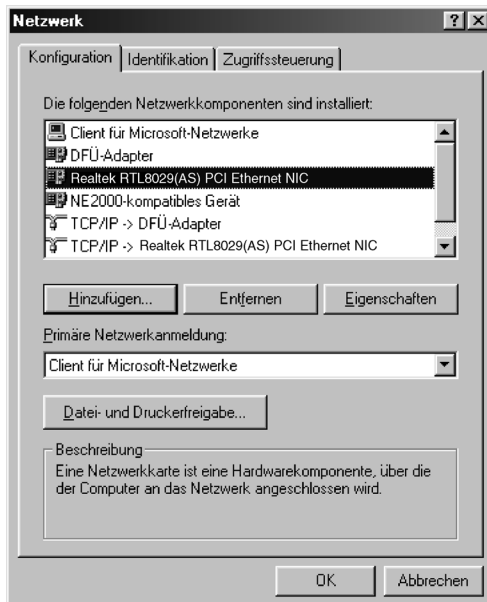 Netzwerk
Konfiguration Identifikation Zugriffssteuerung
Die folgenden Netzwerkkomponenten sind installiert:
Client für Microsoft-Netzwerke
DFÜ-Adapter
Realtek RTL8029(AS) PCI Ethernet NIC
NE2000-kompatibles Gerät
TCP/IP -> DFÜ-Adapter
TCP/IP -> Realtek RTL8029(AS) PCI Ethernet NIC
Hinzufügen... Entfernen Eigenschaften
Primäre Netzwerkanmeldung:
Client für Microsoft-Netzwerke
Datei- und Druckerfreigabe...
Beschreibung
Eine Netzwerkkarte ist eine Hardwarekomponente, über die
der Computer an das Netzwerk angeschlossen wird.
OK Abbrechen